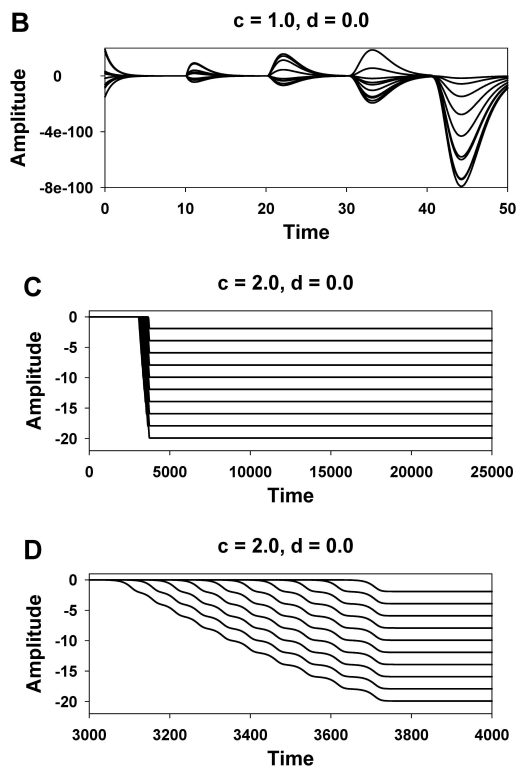 B
c = 1.0, d = 0.0
Amplitude
0
-4e-100
-8e-100
0 10 20 30 40 50
Time
C
c = 2.0, d = 0.0
Amplitude
0
-5
-10
-15
-20
0 5000 10000 15000 20000 25000
Time
D
c = 2.0, d = 0.0
Amplitude
0
-5
-10
-15
-20
3000 3200 3400 3600 3800 4000
Time